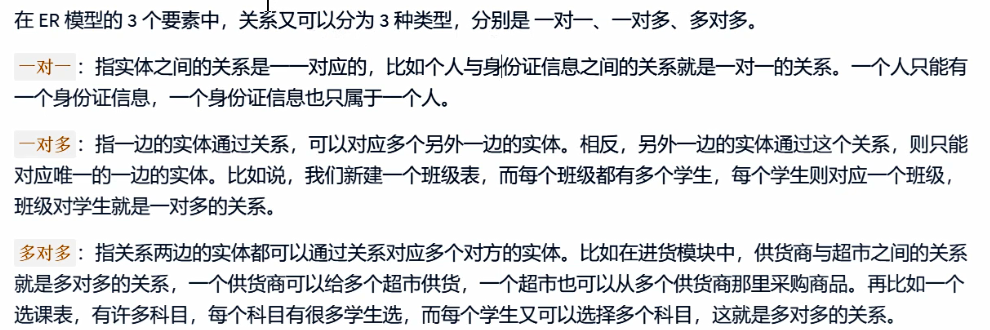 在 ER 模型的 3 个要素中，关系又可以分为 3 种类型，分别是 一对一、一对多、多对多。
一对一：指实体之间的关系是一一对应的，比如个人与身份证信息之间的关系就是一对一的关系。一个人只能有
一个身份证信息，一个身份证信息也只属于一个人。
一对多：指一边的实体通过关系，可以对应多个另外一边的实体。相反，另外一边的实体通过这个关系，则只能
对应唯一的一边的实体。比如说，我们新建一个班级表，而每个班级都有多个学生，每个学生则对应一个班级，
班级对学生就是一对多的关系。
多对多：指关系两边的实体都可以通过关系对应多个对方的实体。比如在进货模块中，供货商与超市之间的关系
就是多对多的关系，一个供货商可以给多个超市供货，一个超市也可以从多个供货商那里采购商品。再比如一个
选课表，有许多科目，每个科目有很多学生选，而每个学生又可以选择多个科目，这就是多对多的关系。